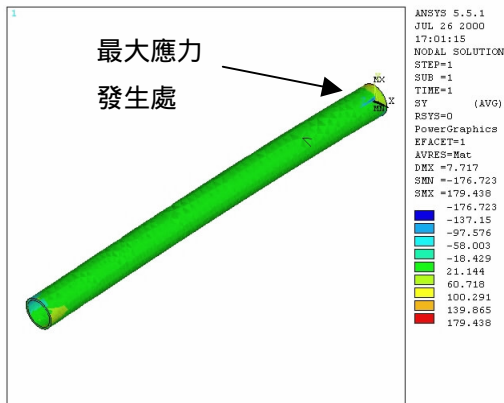 1
最大應力
發生處
MX
X
MN
ANSYS 5.5.1
JUL 26 2000
17:01:15
NODAL SOLUTION
STEP=1
SUB =1
TIME=1
SY (AVG)
RSYS=0
PowerGraphics
EFACET=1
AVRES=Mat
DMX =7.717
SMN =-176.723
SMX =179.438
-176.723
-137.15
-97.576
-58.003
-18.429
21.144
60.718
100.291
139.865
179.438